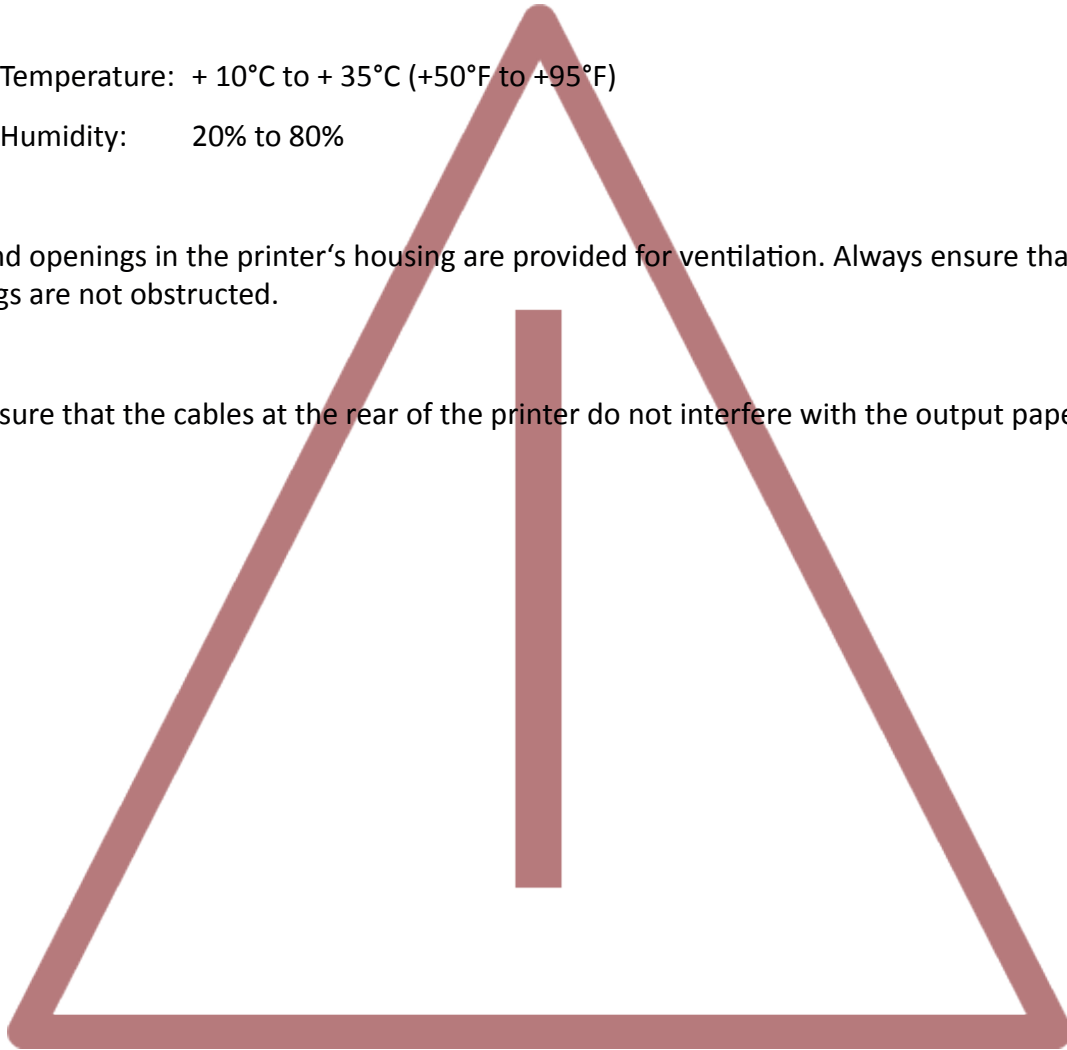 Temperature: + 10°C to + 35°C (+50°F to +95°F)
Humidity: 20% to 80%
nd openings in the printer‘s housing are provided for ventilation. Always ensure tha
gs are not obstructed.
sure that the cables at the rear of the printer do not interfere with the output pape